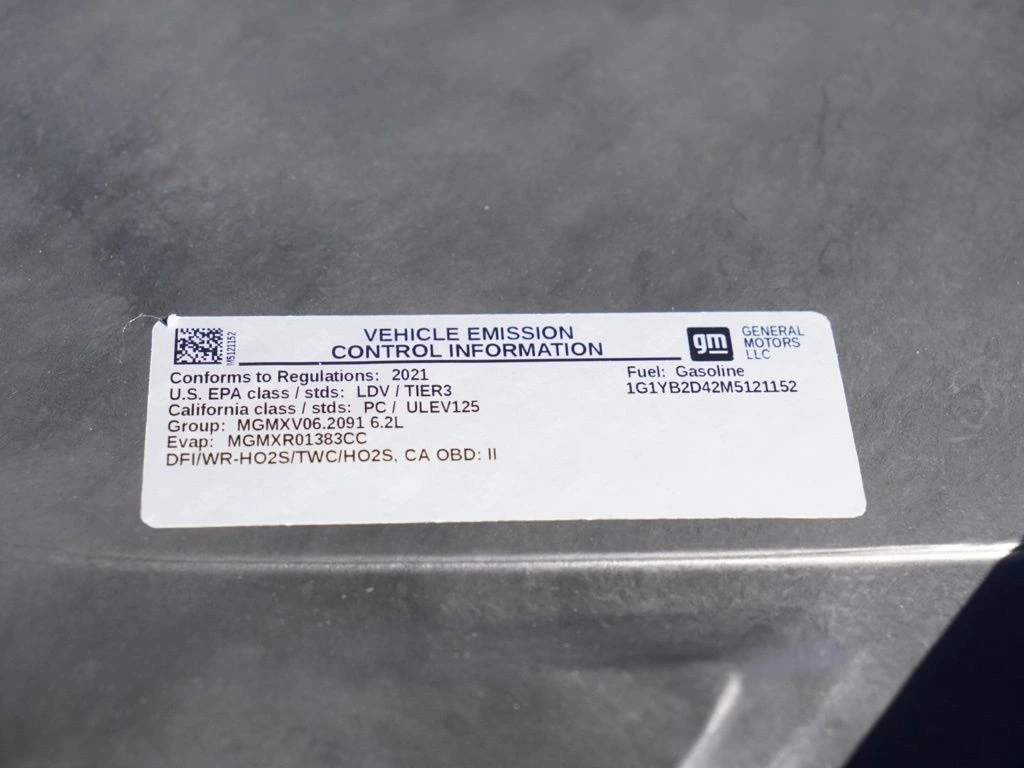 VEHICLE EMISSION
CONTROL INFORMATION
M5121152
gm
GENERAL
MOTORS
LLC
Conforms to Regulations: 2021
U.S. EPA class / stds: LDV / TIER3
California class / stds: PC / ULEV125
Group: MGMXV06.2091 6.2L
Evap: MGMXR01383CC
DFI/WR-HO2S/TWC/HO2S, CA OBD: II
Fuel: Gasoline
1G1YB2D42M5121152